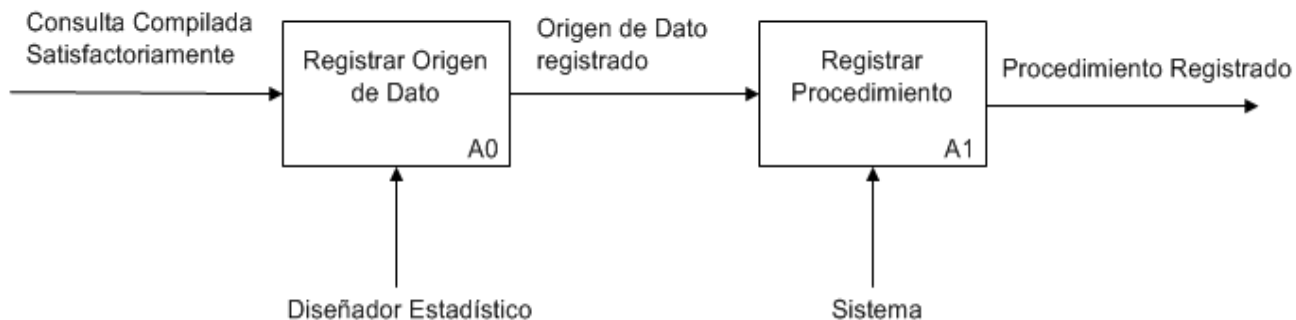 Consulta Compilada
Satisfactoriamente
Registrar Origen
de Dato
A0
Origen de Dato
registrado
Registrar
Procedimiento
A1
Procedimiento Registrado
Diseñador Estadístico
Sistema